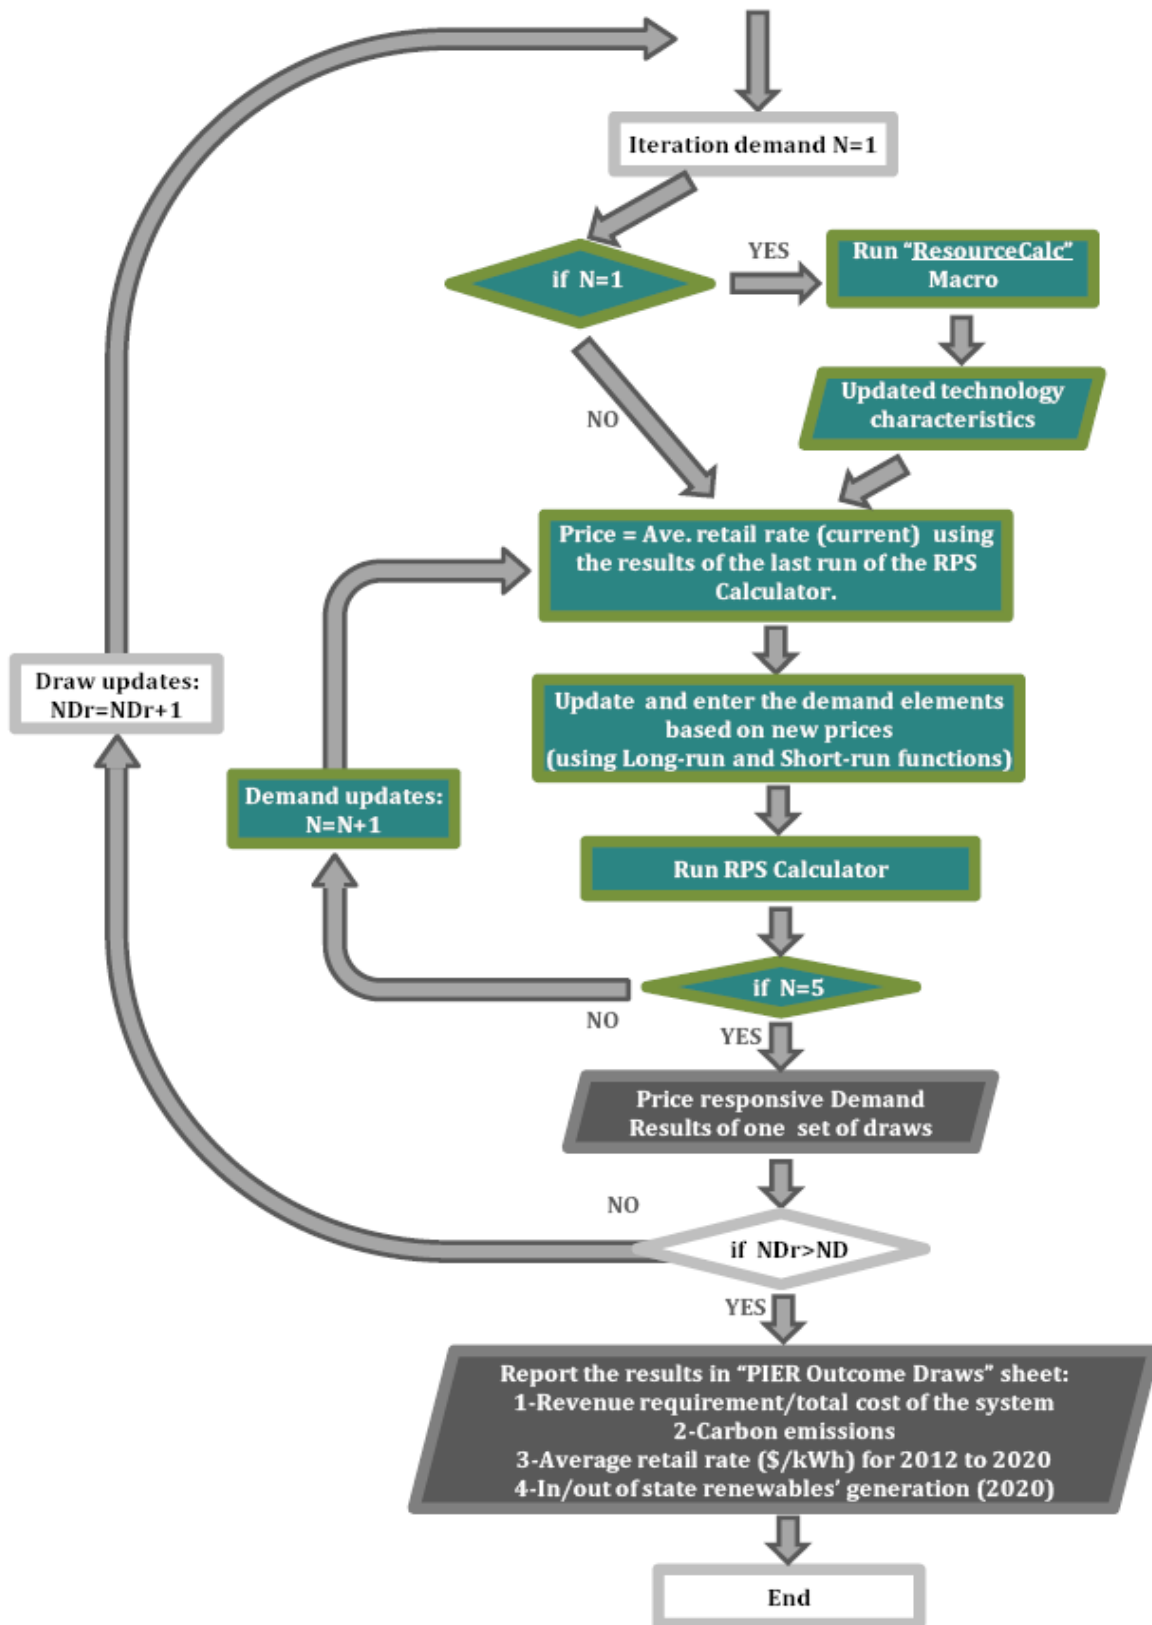 Iteration demand N=1
if N=1
YES
Run “ResourceCalc”
Macro
Updated technology
characteristics
NO
Price = Ave. retail rate (current) using
the results of the last run of the RPS
Calculator.
Draw updates:
NDr=NDr+1
Update and enter the demand elements
based on new prices
(using Long-run and Short-run functions)
Demand updates:
N=N+1
Run RPS Calculator
if N=5
NO
YES
Price responsive Demand
Results of one set of draws
NO
if NDr>ND
YES
Report the results in “PIER Outcome Draws” sheet:
1-Revenue requirement/total cost of the system
2-Carbon emissions
3-Average retail rate ($/kWh) for 2012 to 2020
4-In/out of state renewables’ generation (2020)
End